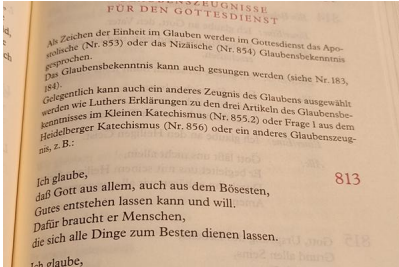 FÜR DEN GOTTESDIENST
Als Zeichen der Einheit im Glauben werden im Gottesdienst das Apo-
stolische (Nr. 853) oder das Nizäische (Nr. 854) Glaubensbekenntnis
gesprochen.
Das Glaubensbekenntnis kann auch gesungen werden (siehe Nr. 183,
184).
Gelegentlich kann auch ein anderes Zeugnis des Glaubens ausgewählt
werden wie Luthers Erklärungen zu den drei Artikeln des Glaubensbe-
kenntnisses im Kleinen Katechismus (Nr. 855.2) oder Frage 1 aus dem
Heidelberger Katechismus (Nr. 856) oder ein anderes Glaubenszeug-
nis, z. B.:
Ich glaube, 813
daß Gott aus allem, auch aus dem Bösesten,
Gutes entstehen lassen kann und will.
Dafür braucht er Menschen,
die sich alle Dinge zum Besten dienen lassen.
Ich glaube,